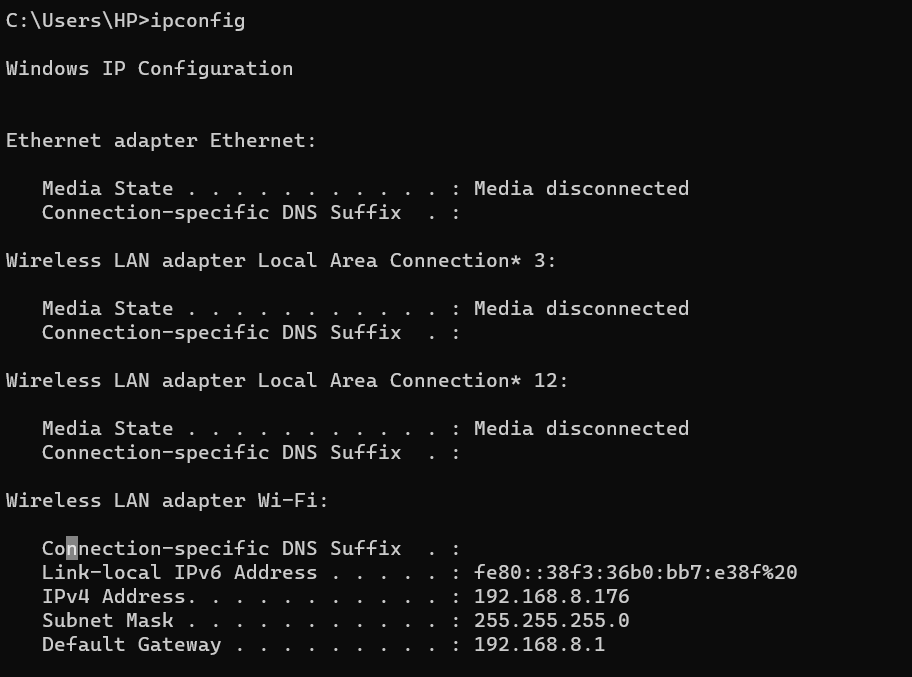 C:\Users\HP>ipconfig
Windows IP Configuration
Ethernet adapter Ethernet:
Media State . . . . . . . . . . . : Media disconnected
Connection-specific DNS Suffix  . :
Wireless LAN adapter Local Area Connection* 3:
Media State . . . . . . . . . . . : Media disconnected
Connection-specific DNS Suffix  . :
Wireless LAN adapter Local Area Connection* 12:
Media State . . . . . . . . . . . : Media disconnected
Connection-specific DNS Suffix  . :
Wireless LAN adapter Wi-Fi:
Connection-specific DNS Suffix  . :
Link-local IPv6 Address . . . . . : fe80::38f3:36b0:bb7:e38f%20
IPv4 Address. . . . . . . . . . . : 192.168.8.176
Subnet Mask . . . . . . . . . . . : 255.255.255.0
Default Gateway . . . . . . . . . : 192.168.8.1